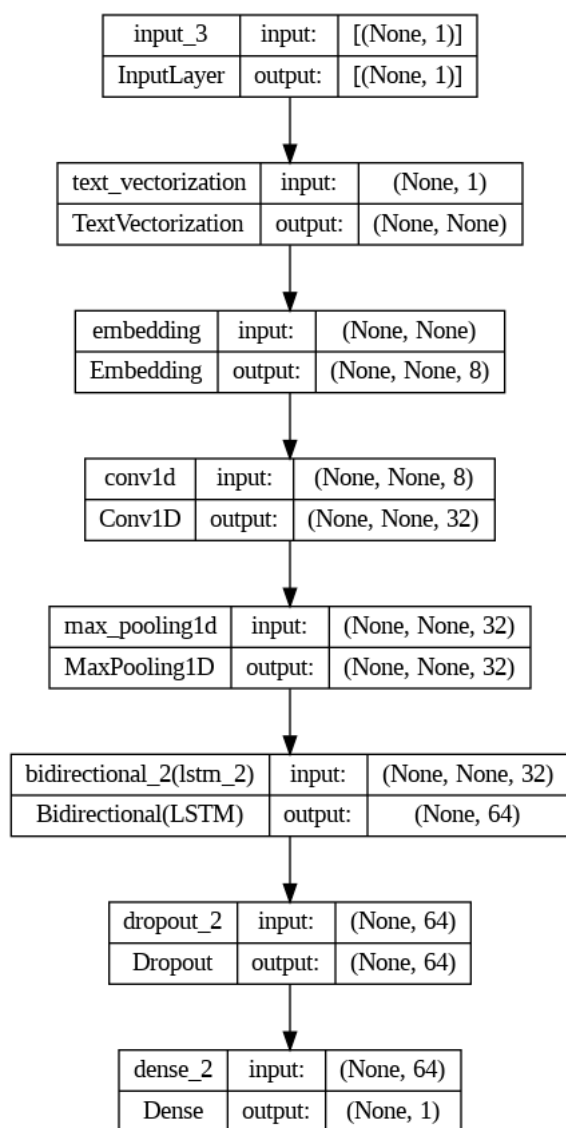 input_3 input: [(None, 1)]
InputLayer output: [(None, 1)]
text_vectorization input: (None, 1)
TextVectorization output: (None, None)
embedding input: (None, None)
Embedding output: (None, None, 8)
conv1d input: (None, None, 8)
Conv1D output: (None, None, 32)
max_pooling1d input: (None, None, 32)
MaxPooling1D output: (None, None, 32)
bidirectional_2(lstm_2) input: (None, None, 32)
Bidirectional(LSTM) output: (None, 64)
dropout_2 input: (None, 64)
Dropout output: (None, 64)
dense_2 input: (None, 64)
Dense output: (None, 1)